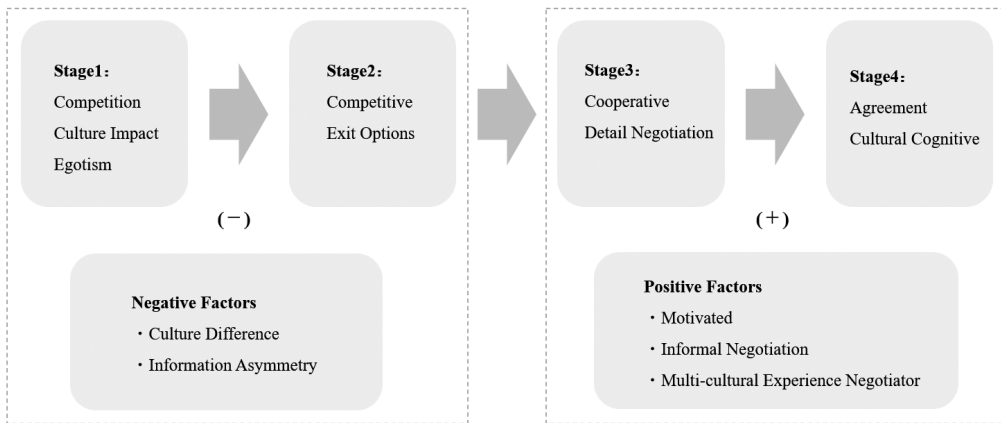 Stage1：
Competition
Culture Impact
Egotism
Stage2：
Competitive
Exit Options
(－)
Negative Factors
・Culture Difference
・Information Asymmetry
Stage3：
Cooperative
Detail Negotiation
Stage4：
Agreement
Cultural Cognitive
(＋)
Positive Factors
・Motivated
・Informal Negotiation
・Multi-cultural Experience Negotiator